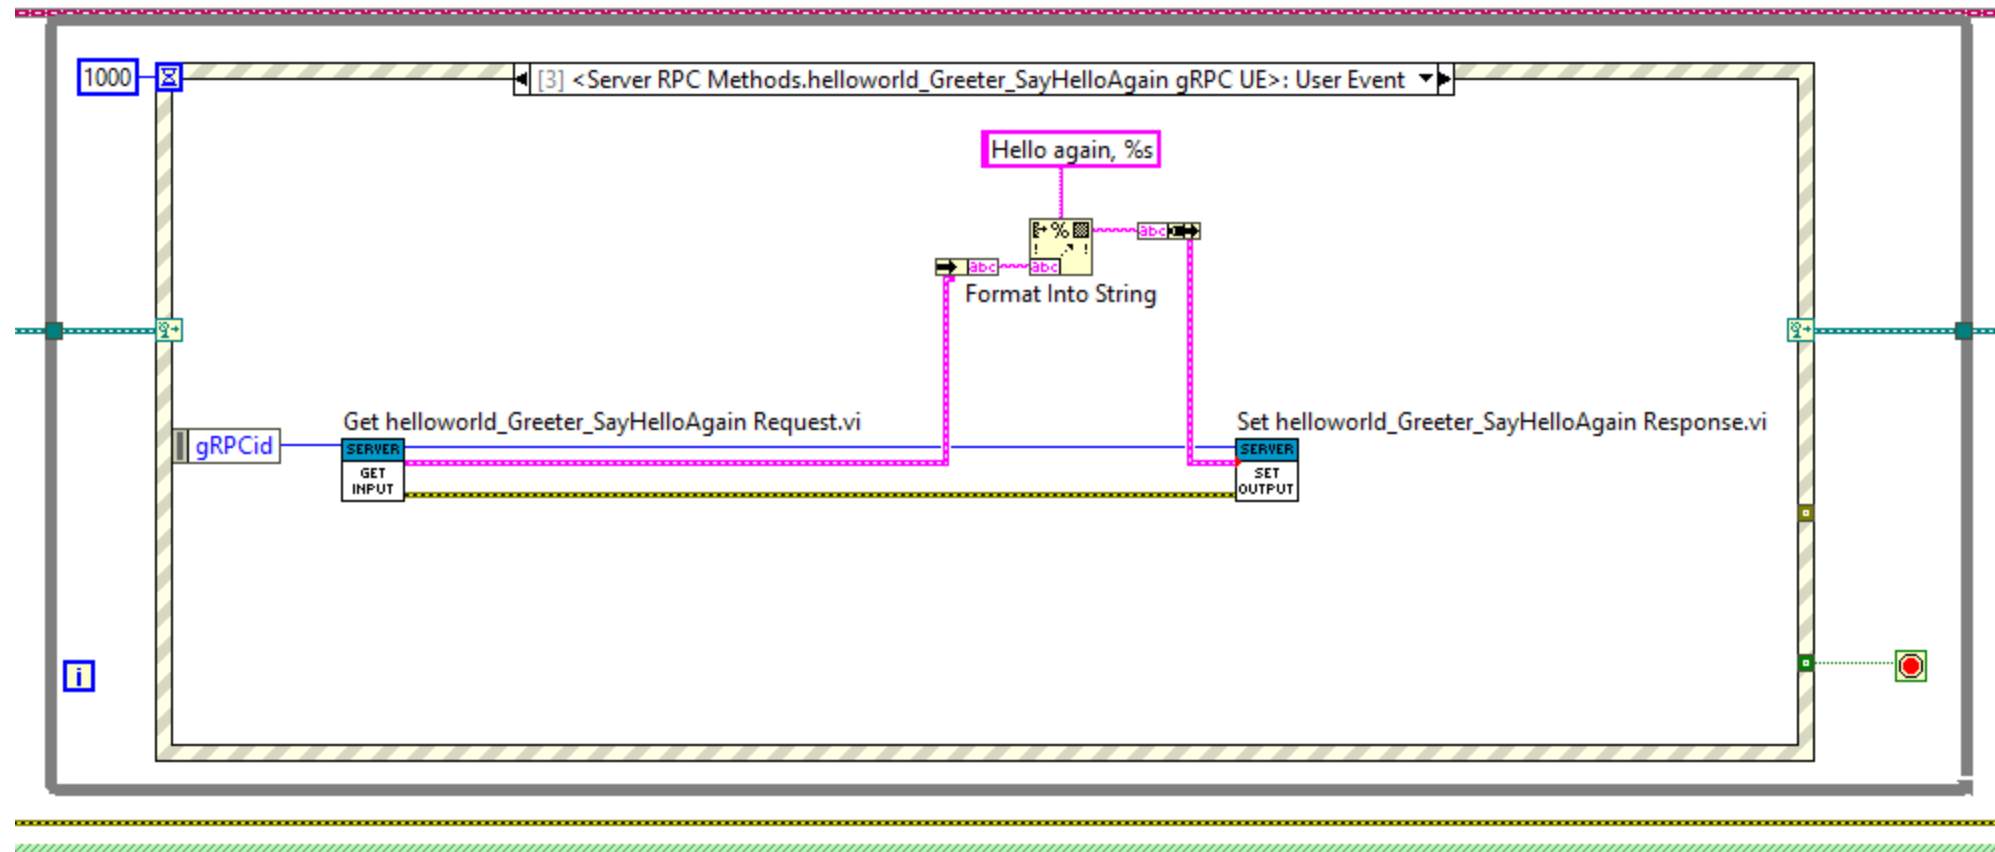 1000
[3] <Server RPC Methods.helloworld_Greeter_SayHelloAgain gRPC UE>: User Event
Hello again, %s
%
abc
abc
abc
Format Into String
Get helloworld_Greeter_SayHelloAgain Request.vi
Set helloworld_Greeter_SayHelloAgain Response.vi
gRPCid
SERVER
GET
INPUT
SERVER
SET
OUTPUT
i